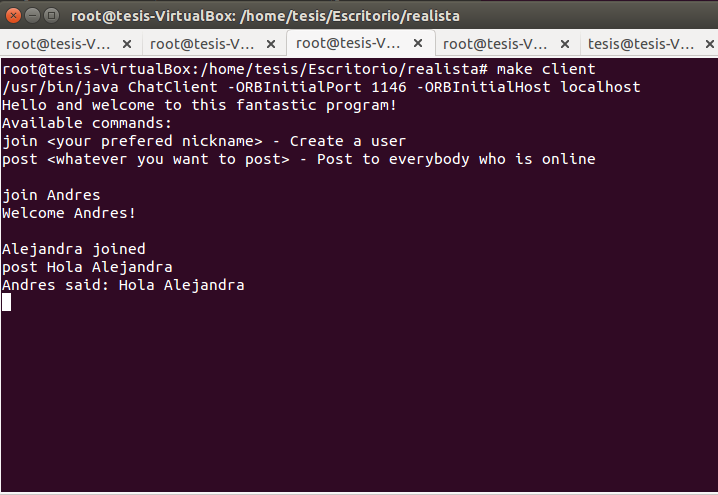 root@tesis-VirtualBox: /home/tesis/Escritorio/realista
root@tesis-V... root@tesis-V... root@tesis-V... root@tesis-V... tesis@tesis-V...
root@tesis-VirtualBox:/home/tesis/Escritorio/realista# make client
/usr/bin/java ChatClient -ORBInitialPort 1146 -ORBInitialHost localhost
Hello and welcome to this fantastic program!
Available commands:
join <your prefered nickname> - Create a user
post <whatever you want to post> - Post to everybody who is online
join Andres
Welcome Andres!
Alejandra joined
post Hola Alejandra
Andres said: Hola Alejandra